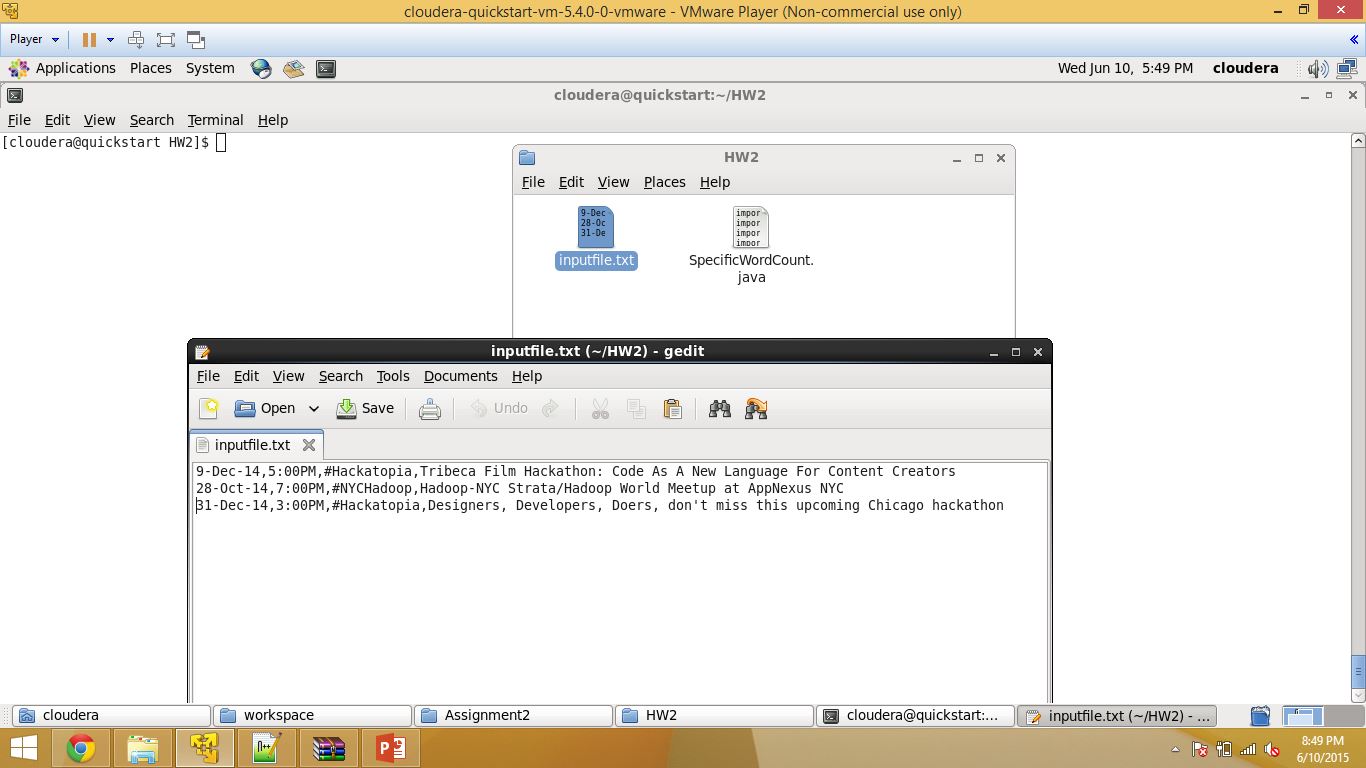 cloudera-quickstart-vm-5.4.0-0-vmware - VMware Player (Non-commercial use only)
Player
Applications Places System Wed Jun 10, 5:49 PM cloudera
cloudera@quickstart:~/HW2
File Edit View Search Terminal Help
[cloudera@quickstart HW2]$
HW2
File Edit View Places Help
9-Dec
28-Oc
31-De
impor
impor
impor
impor
inputfile.txt
SpecificWordCount.
java
inputfile.txt (~/HW2) - gedit
File Edit View Search Tools Documents Help
Open Save Undo
inputfile.txt
9-Dec-14,5:00PM,#Hackatopia,Tribeca Film Hackathon: Code As A New Language For Content Creators
28-Oct-14,7:00PM,#NYCHadoop,Hadoop-NYC Strata/Hadoop World Meetup at AppNexus NYC
31-Dec-14,3:00PM,#Hackatopia,Designers, Developers, Doers, don't miss this upcoming Chicago hackathon
cloudera workspace Assignment2 HW2 cloudera@quickstart:... inputfile.txt (~/HW2) - ...
8:49 PM
6/10/2015